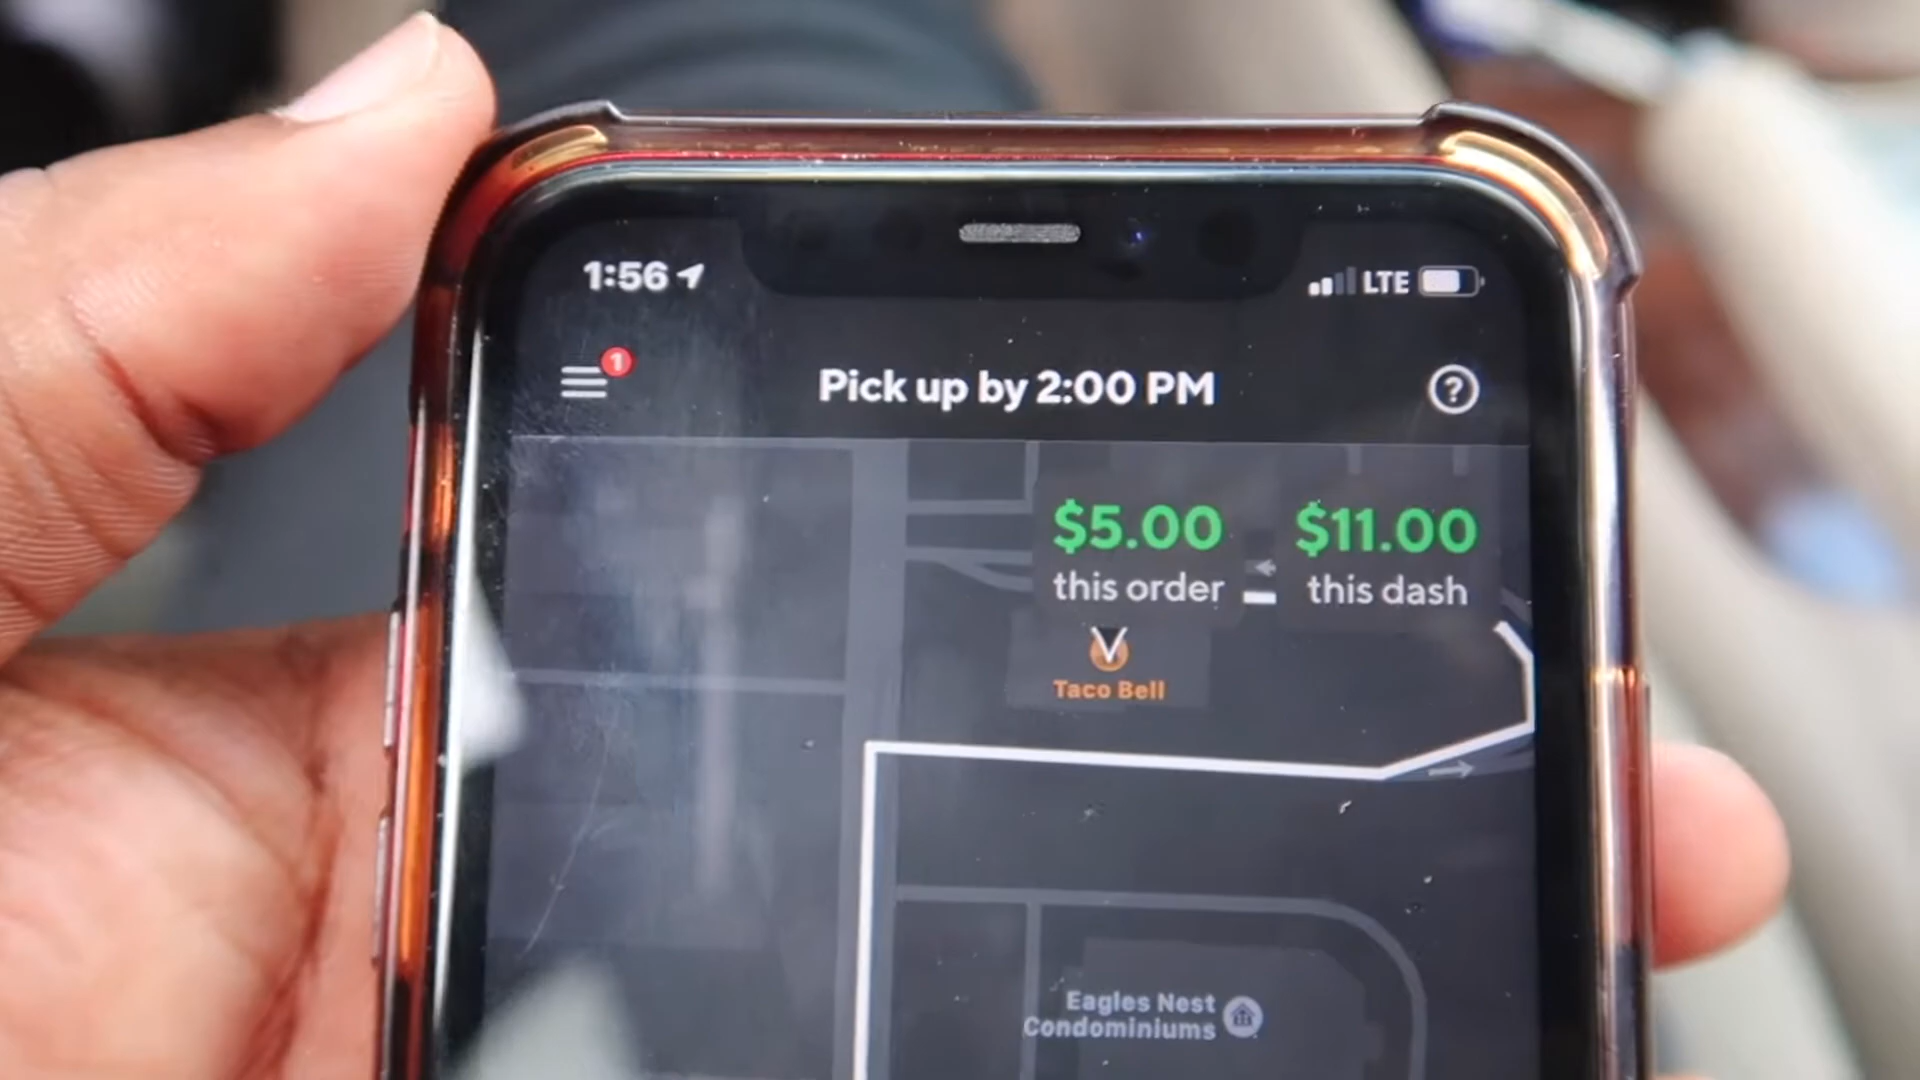 1:56 LTE
1
Pick up by 2:00 PM
?
$5.00 $11.00
this order this dash
Taco Bell
Eagles Nest
Condominiums